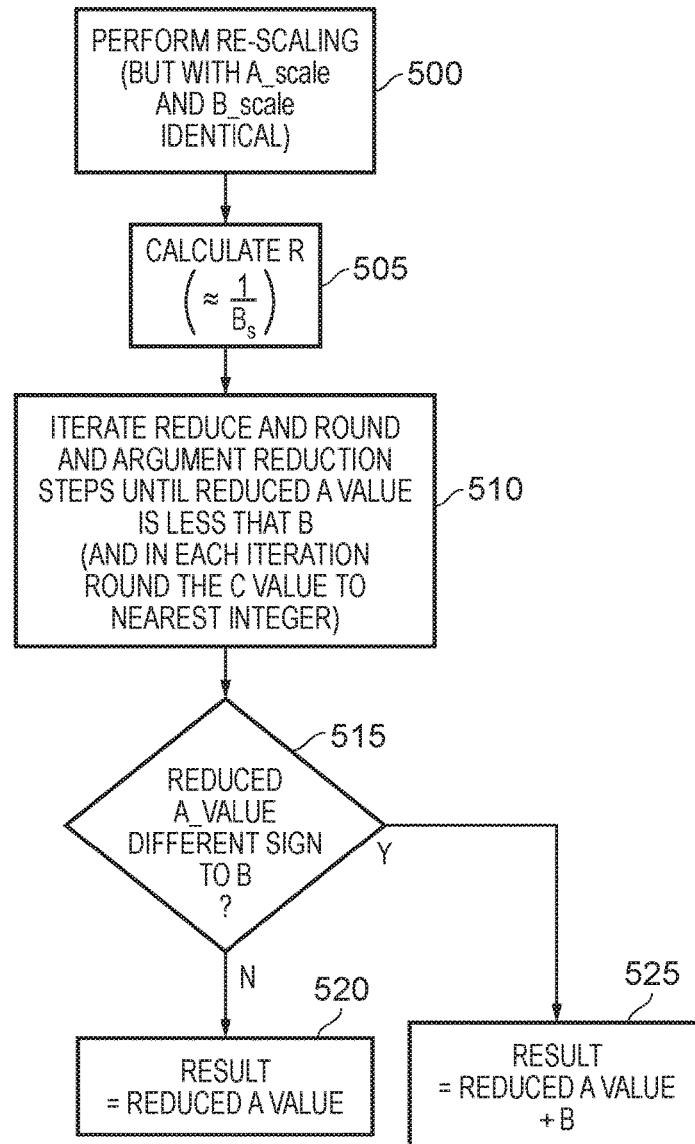 PERFORM RE-SCALING
(BUT WITH A_scale
AND B_scale
IDENTICAL)
500
CALCULATE R
( ≈ 1/Bs )
505
ITERATE REDUCE AND ROUND
AND ARGUMENT REDUCTION
STEPS UNTIL REDUCED A VALUE
IS LESS THAT B
(AND IN EACH ITERATION
ROUND THE C VALUE TO
NEAREST INTEGER)
510
515
REDUCED
A_VALUE
DIFFERENT SIGN
TO B
?
Y
N
520
RESULT
= REDUCED A VALUE
525
RESULT
= REDUCED A VALUE
+ B